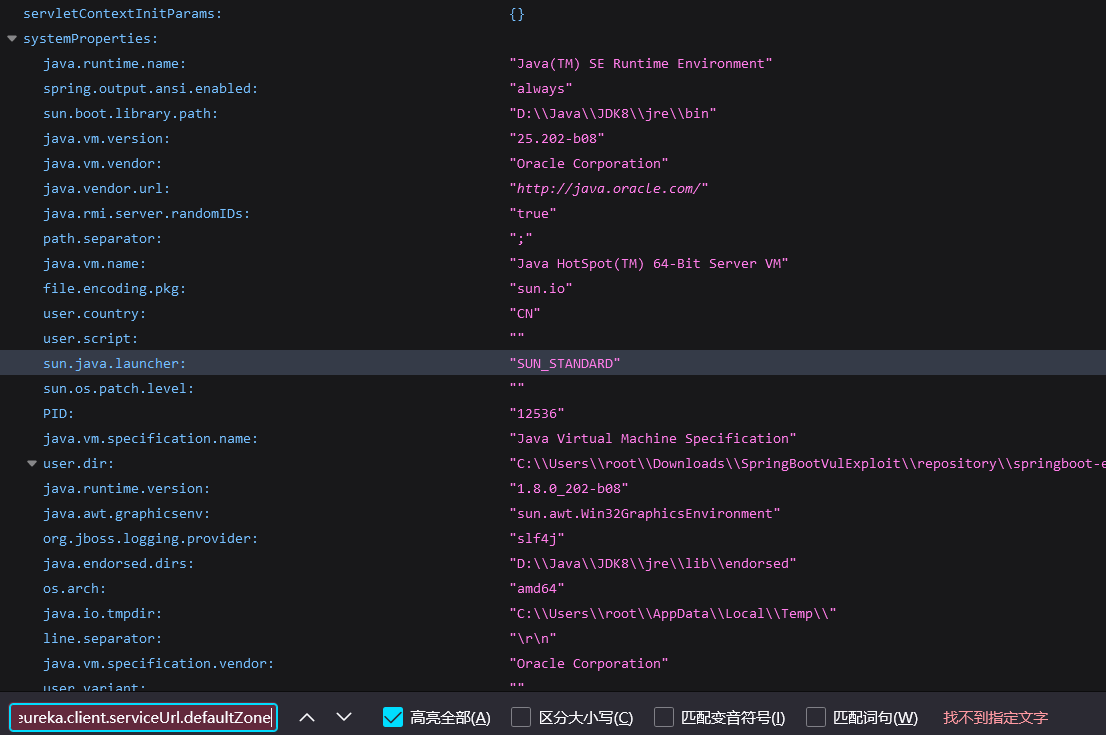 servletContextInitParams: {}
systemProperties:
java.runtime.name: "Java(TM) SE Runtime Environment"
spring.output.ansi.enabled: "always"
sun.boot.library.path: "D:\\Java\\JDK8\\jre\\bin"
java.vm.version: "25.202-b08"
java.vm.vendor: "Oracle Corporation"
java.vendor.url: "http://java.oracle.com/"
java.rmi.server.randomIDs: "true"
path.separator: ";"
java.vm.name: "Java HotSpot(TM) 64-Bit Server VM"
file.encoding.pkg: "sun.io"
user.country: "CN"
user.script: ""
sun.java.launcher: "SUN_STANDARD"
sun.os.patch.level: ""
PID: "12536"
java.vm.specification.name: "Java Virtual Machine Specification"
user.dir: "C:\\Users\\root\\Downloads\\SpringBootVulExploit\\repository\\springboot-e
java.runtime.version: "1.8.0_202-b08"
java.awt.graphicsenv: "sun.awt.Win32GraphicsEnvironment"
org.jboss.logging.provider: "slf4j"
java.endorsed.dirs: "D:\\Java\\JDK8\\jre\\lib\\endorsed"
os.arch: "amd64"
java.io.tmpdir: "C:\\Users\\root\\AppData\\Local\\Temp\\"
line.separator: "\r\n"
java.vm.specification.vendor: "Oracle Corporation"
user.variant: ""
eureka.client.serviceUrl.defaultZone 高亮全部(A) 区分大小写(C) 匹配变音符号(I) 匹配词句(W) 找不到指定文字